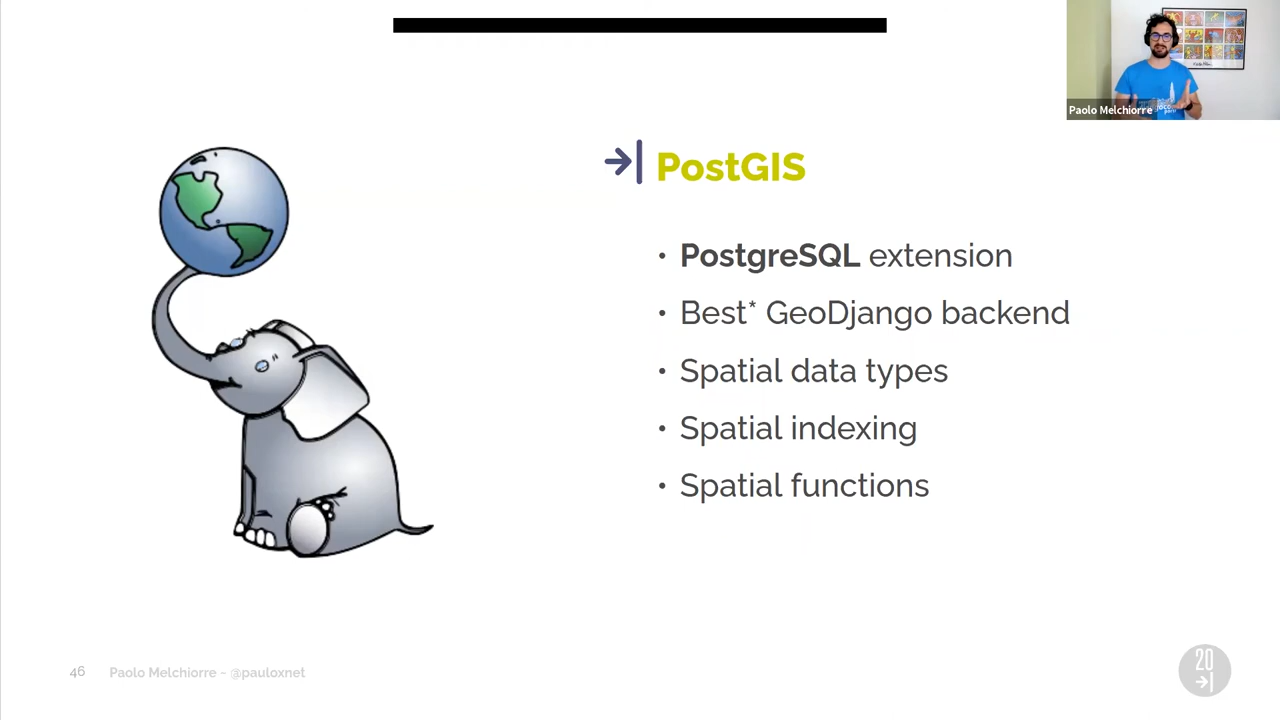 Paolo Melchiorre
PostGIS
• PostgreSQL extension
• Best* GeoDjango backend
• Spatial data types
• Spatial indexing
• Spatial functions
46 Paolo Melchiorre - @pauloxnet
20